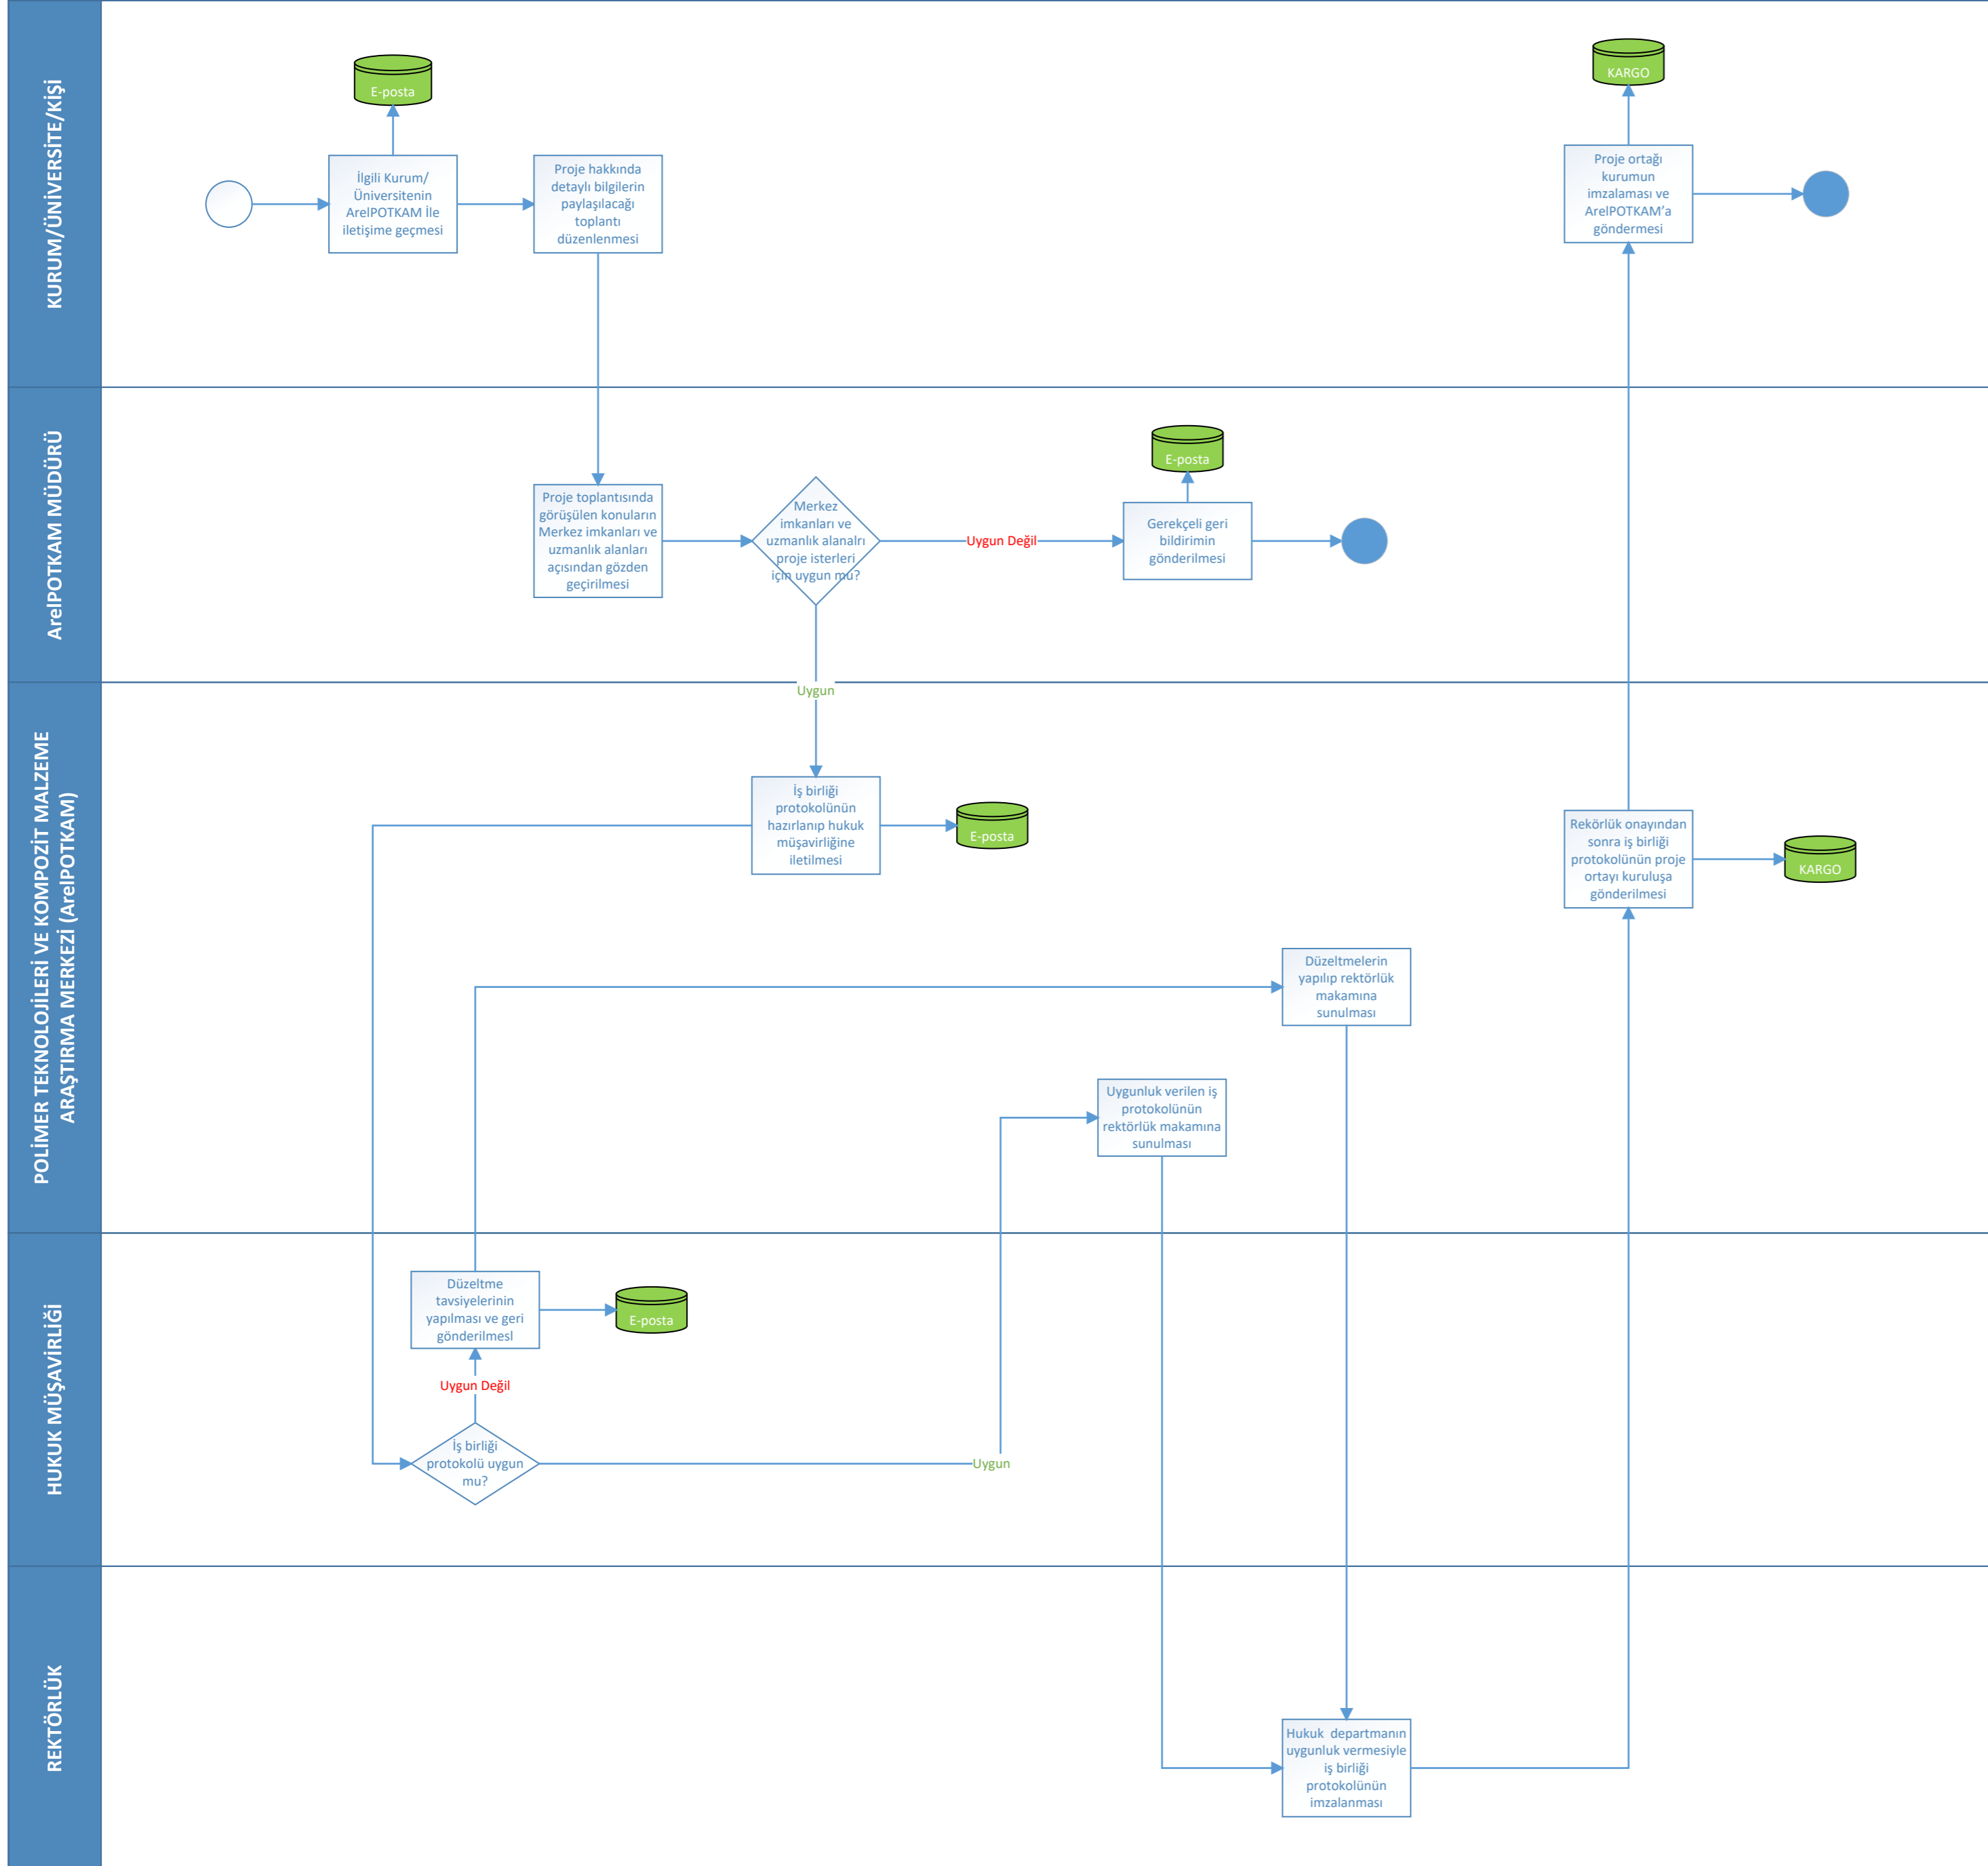 KURUM/ÜNİVERSİTE/KİŞİ
E-posta
İlgili Kurum/
Üniversitenin
ArelPOTKAM İle
iletişime geçmesi
Proje hakkında
detaylı bilgilerin
paylaşılacağı
toplantı
düzenlenmesi
KARGO
Proje ortağı
kurumun
imzalaması ve
ArelPOTKAM’a
göndermesi
ArelPOTKAM MÜDÜRÜ
Proje toplantısında
görüşülen konuların
Merkez imkanları ve
uzmanlık alanları
açısından gözden
geçirilmesi
Merkez
imkanları ve
uzmanlık alanalrı
proje isterleri
için uygun mu?
Uygun Değil
E-posta
Gerekçeli geri
bildirimin
gönderilmesi
Uygun
POLİMER TEKNOLOJİLERİ VE KOMPOZİT MALZEME
ARAŞTIRMA MERKEZİ (ArelPOTKAM)
İş birliği
protokolünün
hazırlanıp hukuk
müşavirliğine
iletilmesi
E-posta
Rekörlük onayından
sonra iş birliği
protokolünün proje
ortayı kuruluşa
gönderilmesi
KARGO
Düzeltmelerin
yapılıp rektörlük
makamına
sunulması
Uygunluk verilen iş
protokolünün
rektörlük makamına
sunulması
HUKUK MÜŞAVİRLİĞİ
Düzeltme
tavsiyelerinin
yapılması ve geri
gönderilmesl
E-posta
Uygun Değil
İş birliği
protokolü uygun
mu?
Uygun
REKTÖRLÜK
Hukuk  departmanın
uygunluk vermesiyle
iş birliği
protokolünün
imzalanması